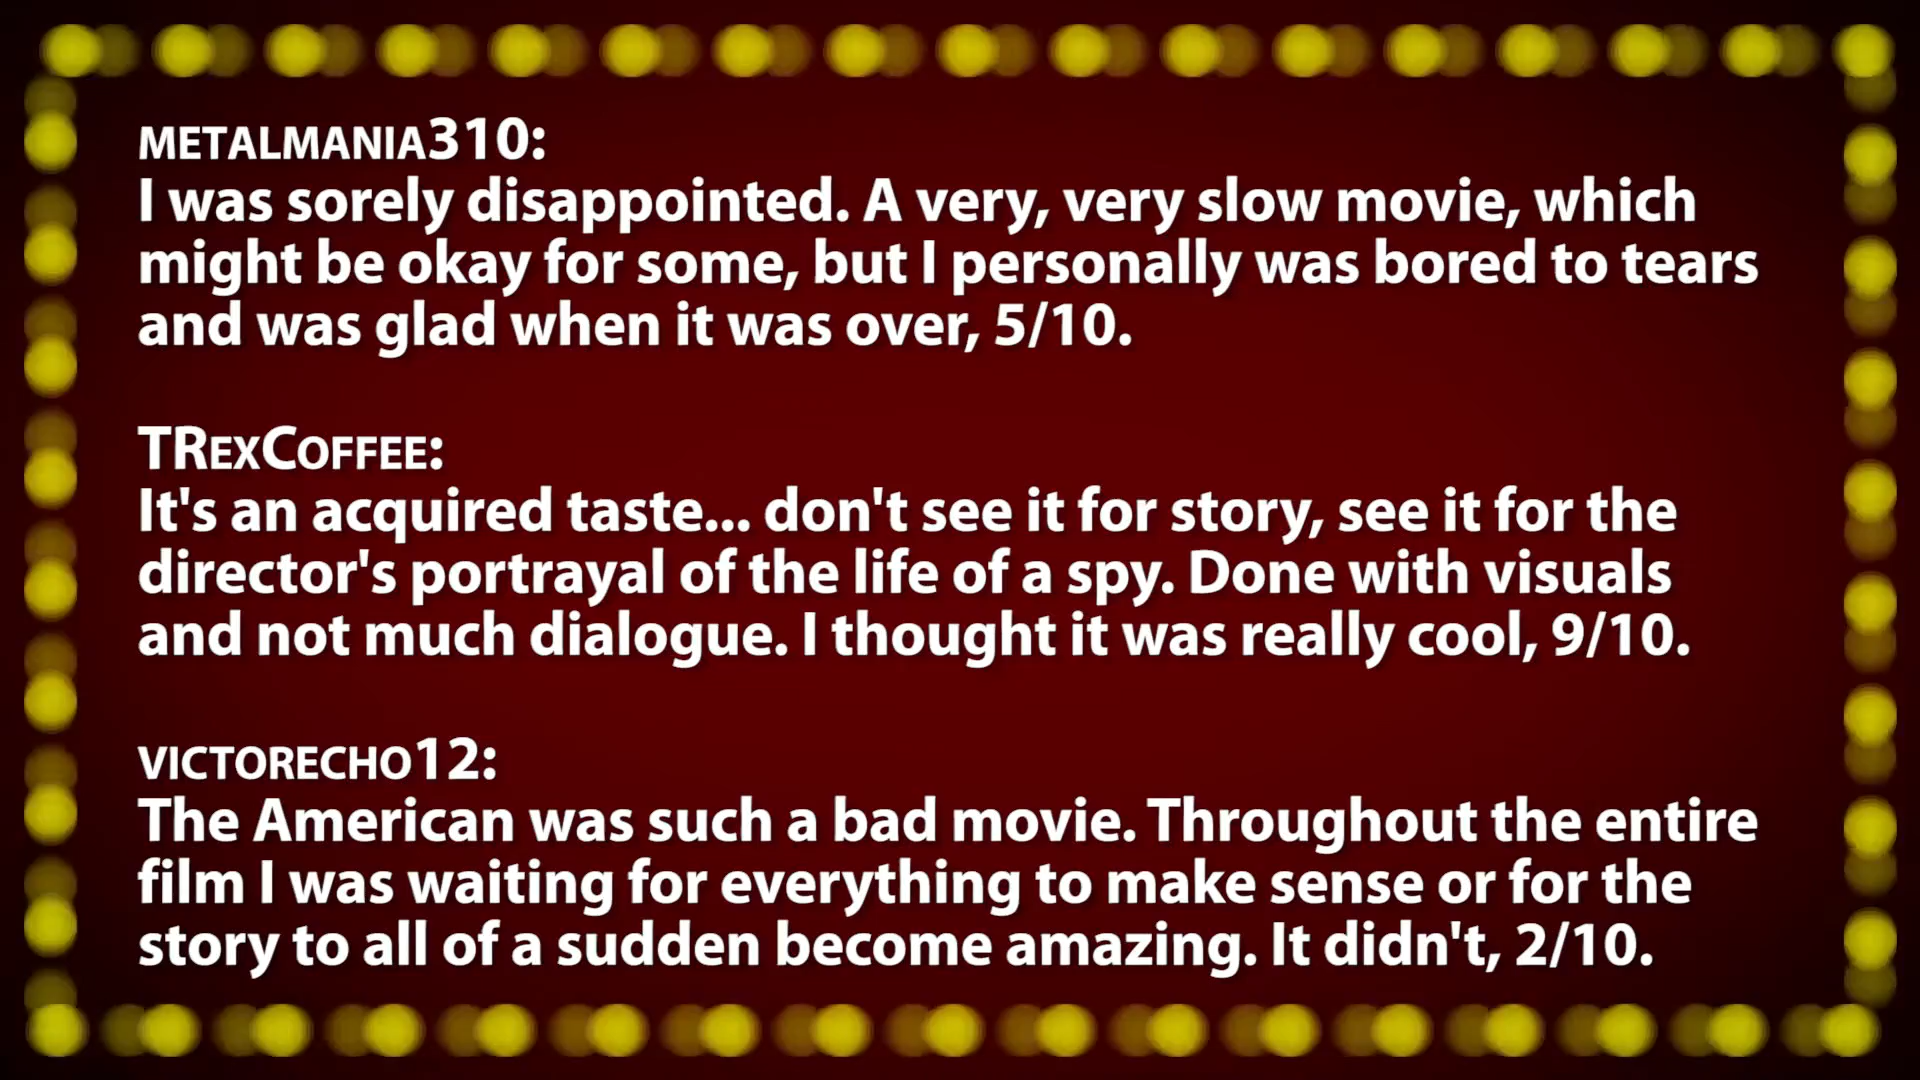 METALMANIA310:
I was sorely disappointed. A very, very slow movie, which
might be okay for some, but I personally was bored to tears
and was glad when it was over, 5/10.
TREXCOFFEE:
It's an acquired taste... don't see it for story, see it for the
director's portrayal of the life of a spy. Done with visuals
and not much dialogue. I thought it was really cool, 9/10.
VICTORECHO12:
The American was such a bad movie. Throughout the entire
film I was waiting for everything to make sense or for the
story to all of a sudden become amazing. It didn't, 2/10.